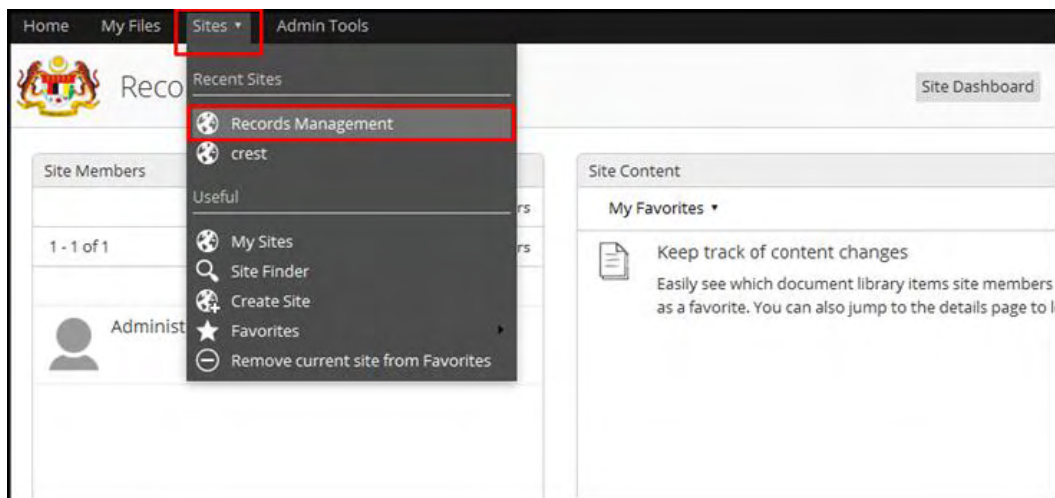 Home My Files Sites ▾ Admin Tools
Reco
Site Dashboard
Recent Sites
Records Management
crest
Useful
My Sites
Site Finder
Create Site
Favorites
Remove current site from Favorites
Site Members
rs
1 - 1 of 1
rs
Administ
Site Content
My Favorites ▾
Keep track of content changes
Easily see which document library items site members
as a favorite. You can also jump to the details page to l